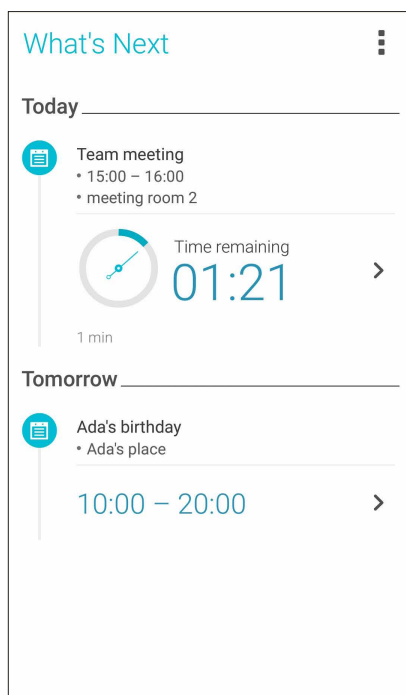 What's Next
Today
Team meeting
• 15:00 – 16:00
• meeting room 2
Time remaining
01:21
1 min
Tomorrow
Ada's birthday
• Ada's place
10:00 – 20:00